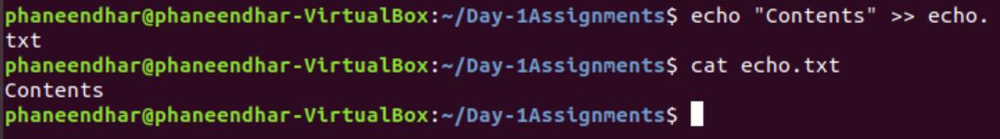 phaneendhar@phaneendhar-VirtualBox:~/Day-1Assignments$ echo "Contents" >> echo.
txt
phaneendhar@phaneendhar-VirtualBox:~/Day-1Assignments$ cat echo.txt
Contents
phaneendhar@phaneendhar-VirtualBox:~/Day-1Assignments$